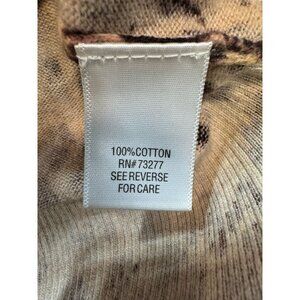 100%COTTON
RN#73277
SEE REVERSE
FOR CARE